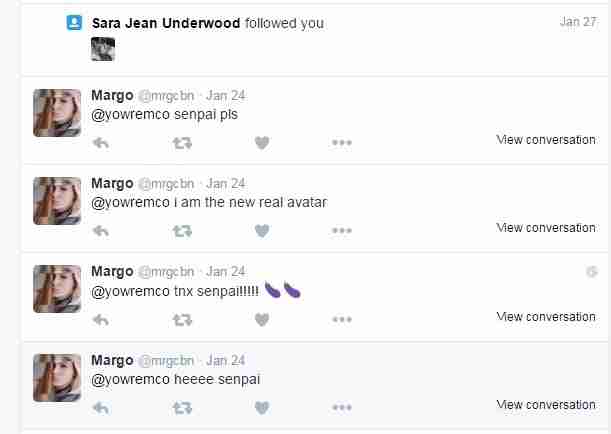 Sara Jean Underwood followed you Jan 27
Margo @mrgcbn · Jan 24
@yowremco senpai pls
View conversation
Margo @mrgcbn · Jan 24
@yowremco i am the new real avatar
View conversation
Margo @mrgcbn · Jan 24
@yowremco tnx senpai!!!!! 🍆🍆
View conversation
Margo @mrgcbn · Jan 24
@yowremco heeee senpai
View conversation